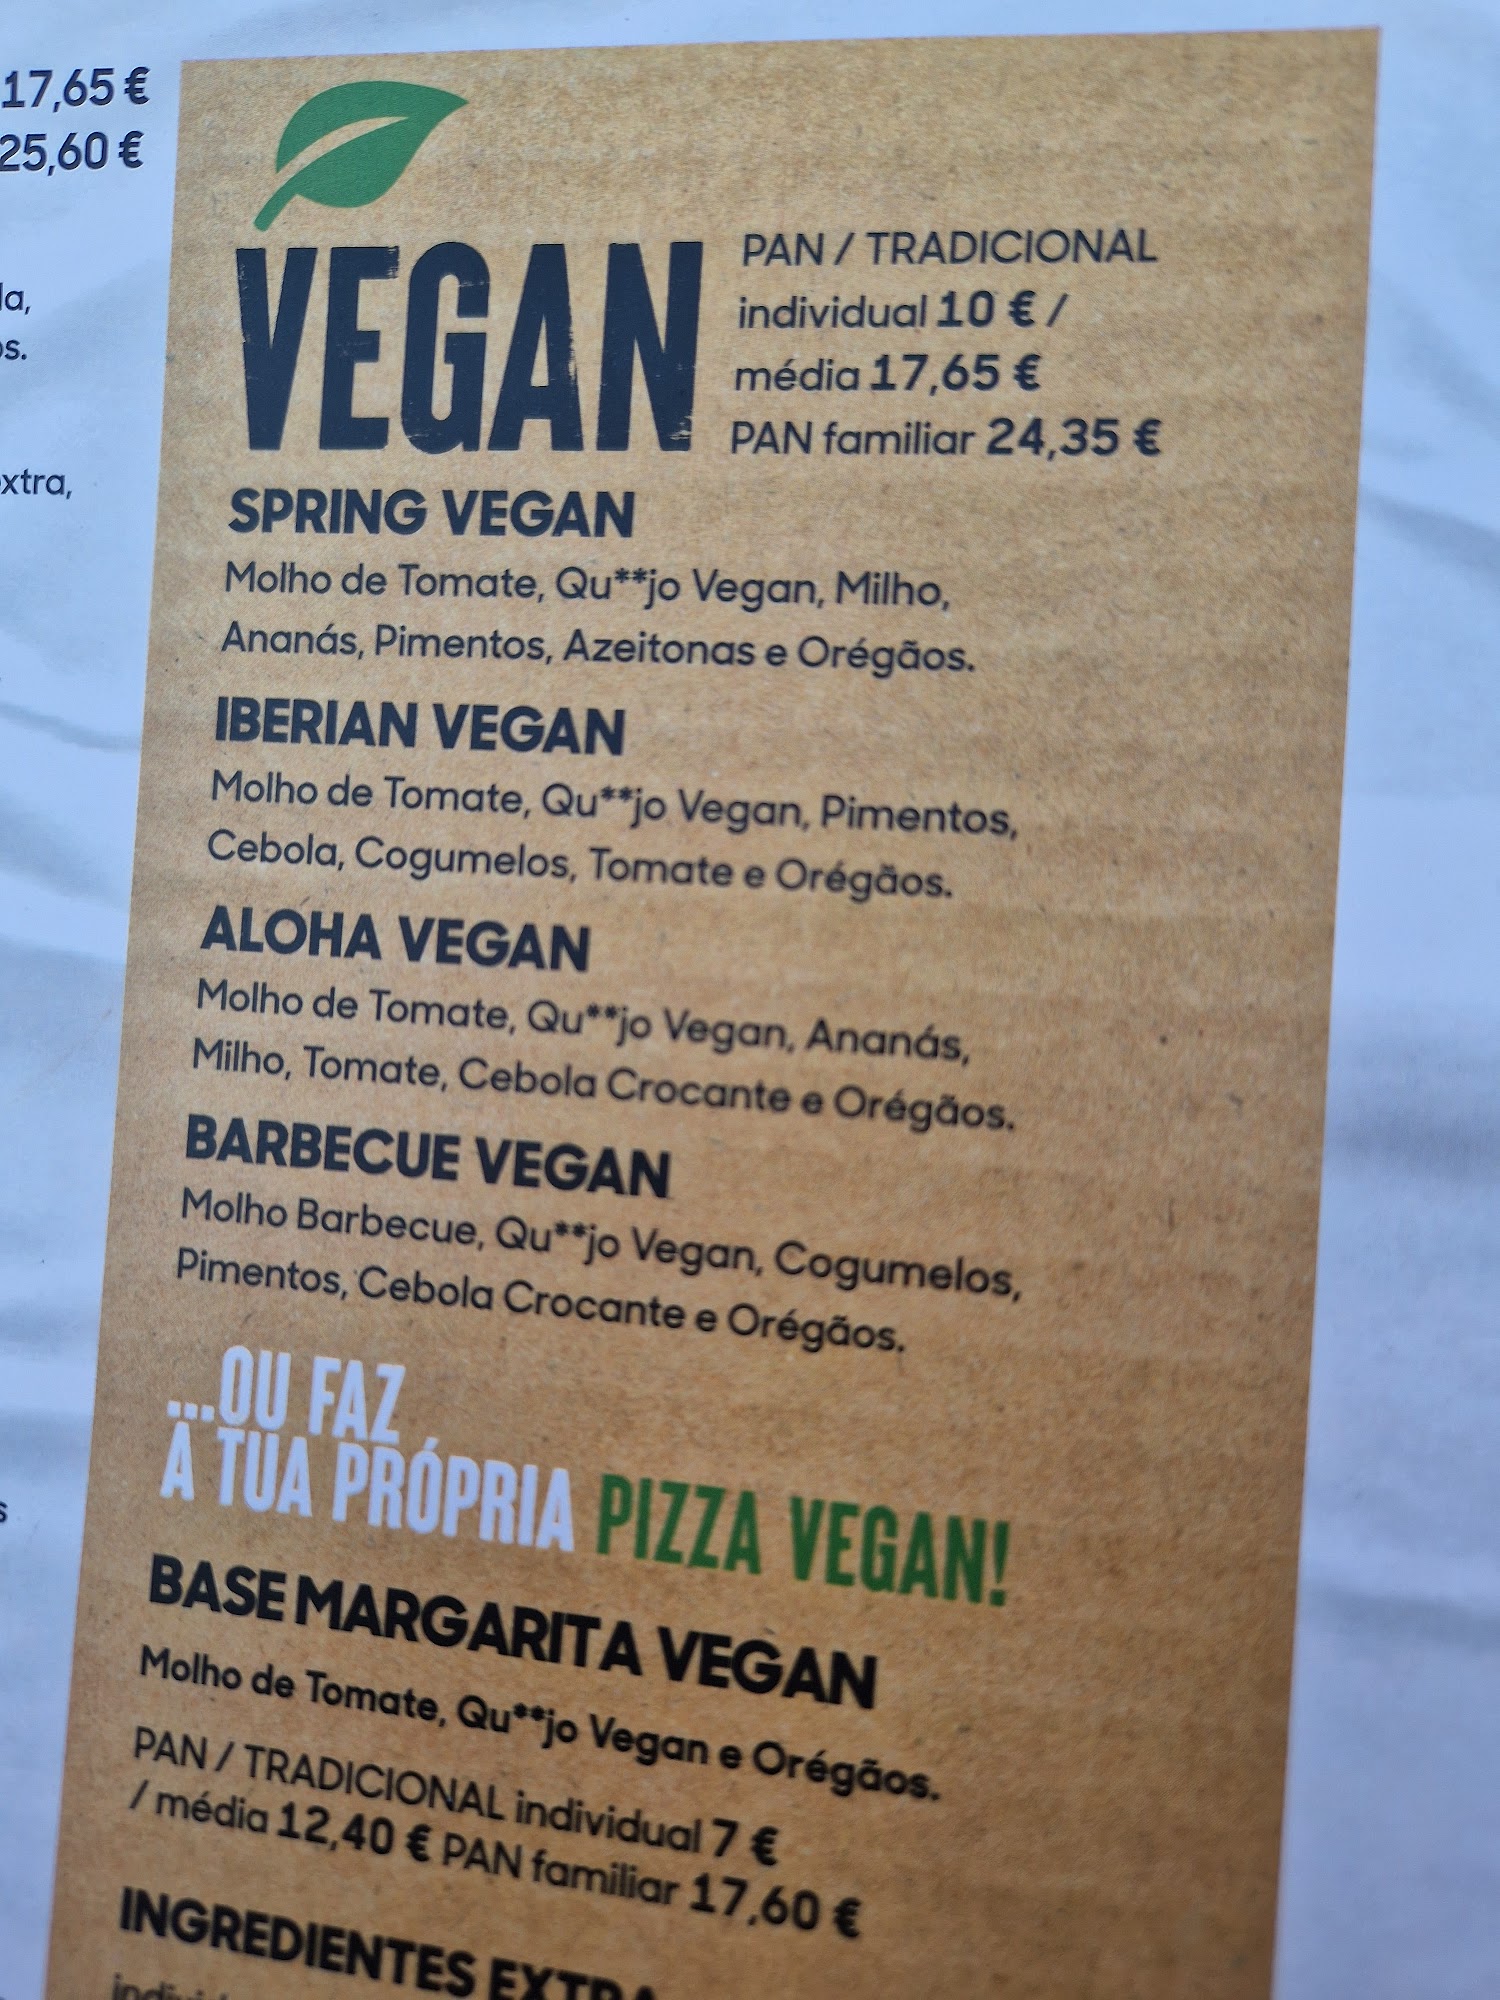 17,65 €
25,60 €
VEGAN
PAN / TRADICIONAL
individual 10 € /
média 17,65 €
PAN familiar 24,35 €
SPRING VEGAN
Molho de Tomate, Qu**jo Vegan, Milho,
Ananás, Pimentos, Azeitonas e Orégãos.
IBERIAN VEGAN
Molho de Tomate, Qu**jo Vegan, Pimentos,
Cebola, Cogumelos, Tomate e Orégãos.
ALOHA VEGAN
Molho de Tomate, Qu**jo Vegan, Ananás,
Milho, Tomate, Cebola Crocante e Orégãos.
BARBECUE VEGAN
Molho Barbecue, Qu**jo Vegan, Cogumelos,
Pimentos, Cebola Crocante e Orégãos.
...OU FAZ
A TUA PRÓPRIA PIZZA VEGAN!
BASE MARGARITA VEGAN
Molho de Tomate, Qu**jo Vegan e Orégãos.
PAN / TRADICIONAL individual 7 €
/ média 12,40 € PAN familiar 17,60 €
INGREDIENTES EXTRA